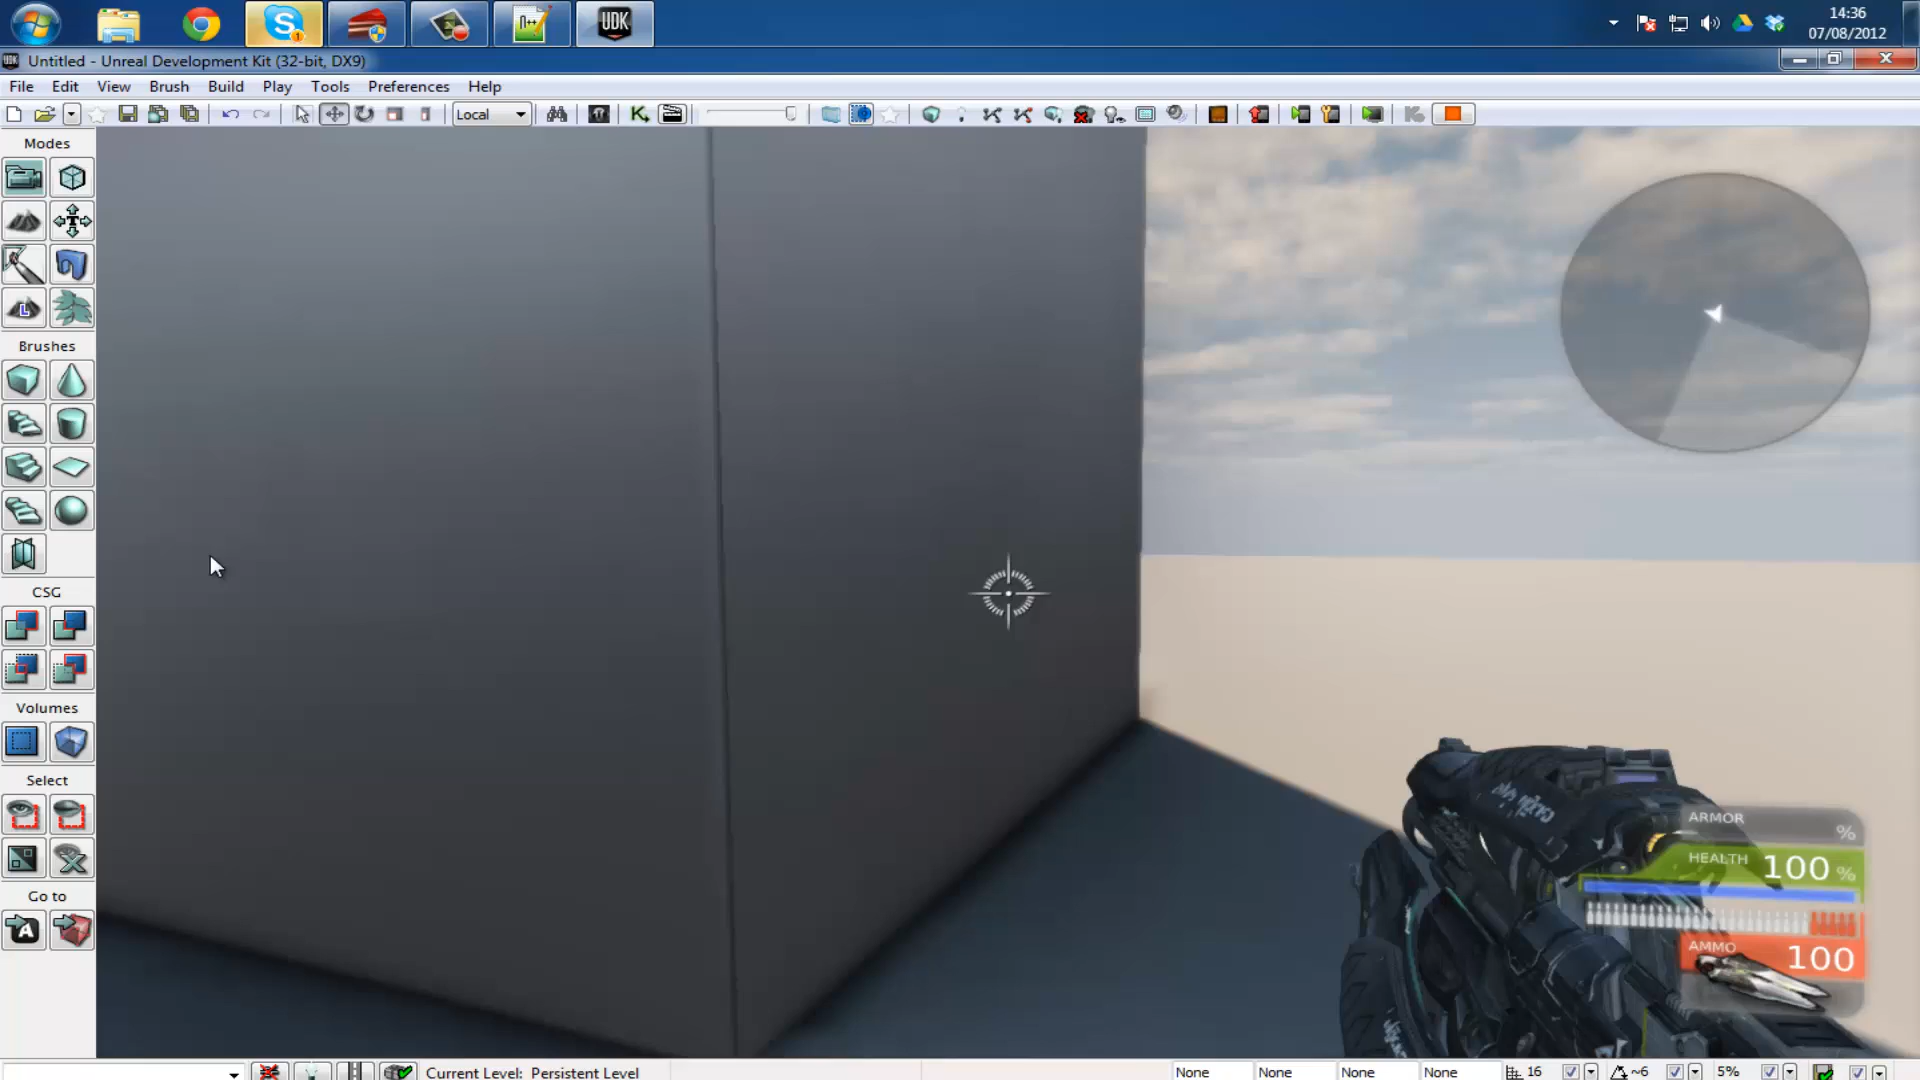 UDK
14:36
07/08/2012
UDK Untitled - Unreal Development Kit (32-bit, DX9)
File Edit View Brush Build Play Tools Preferences Help
Local
Modes
Brushes
CSG
Volumes
Select
Go to
ARMOR %
HEALTH 100 %
AMMO 100
Current Level: Persistent Level
None None None None 16 ~6 5%